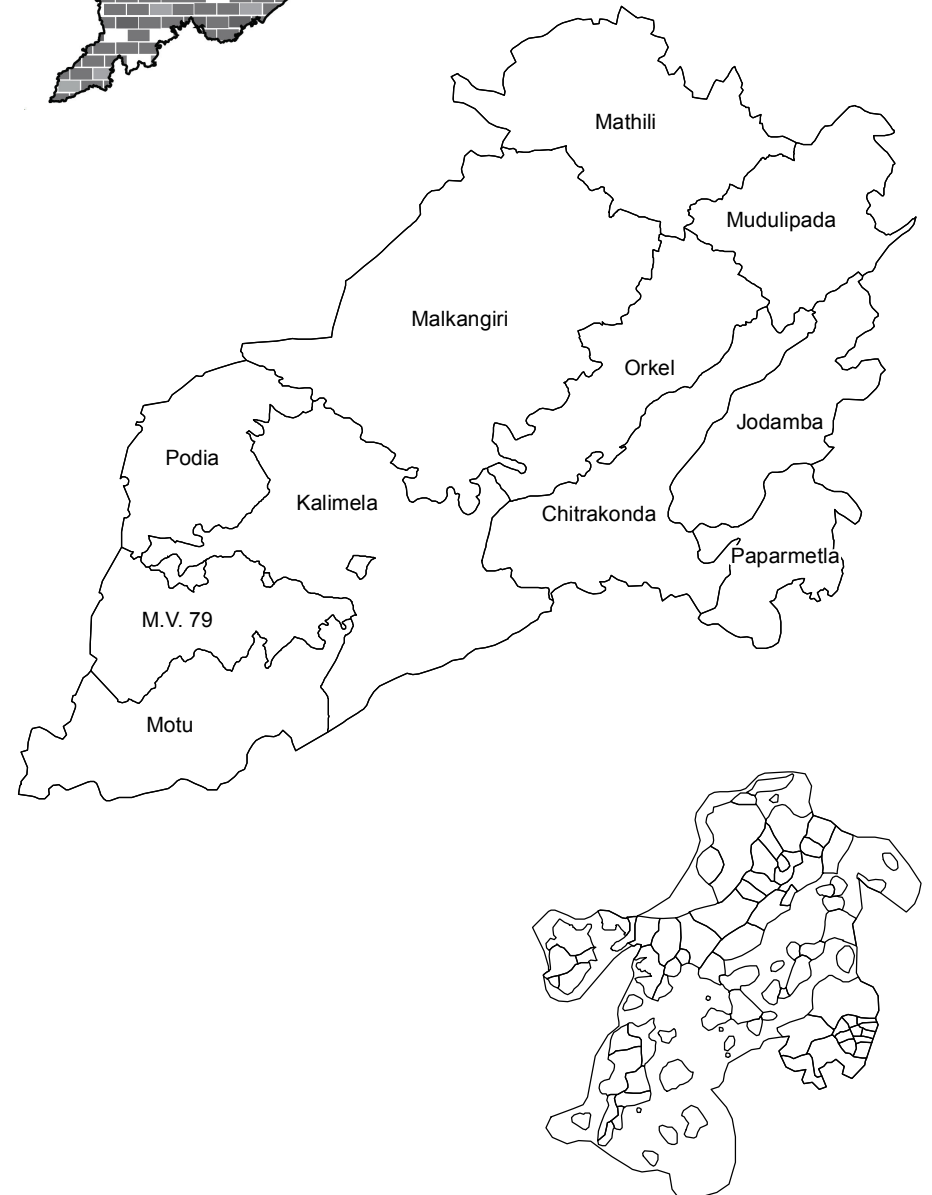 Mathili
Mudulipada
Malkangiri
Orkel
Jodamba
Podia
Kalimela
Chitrakonda
Paparmetla
M.V. 79
Motu